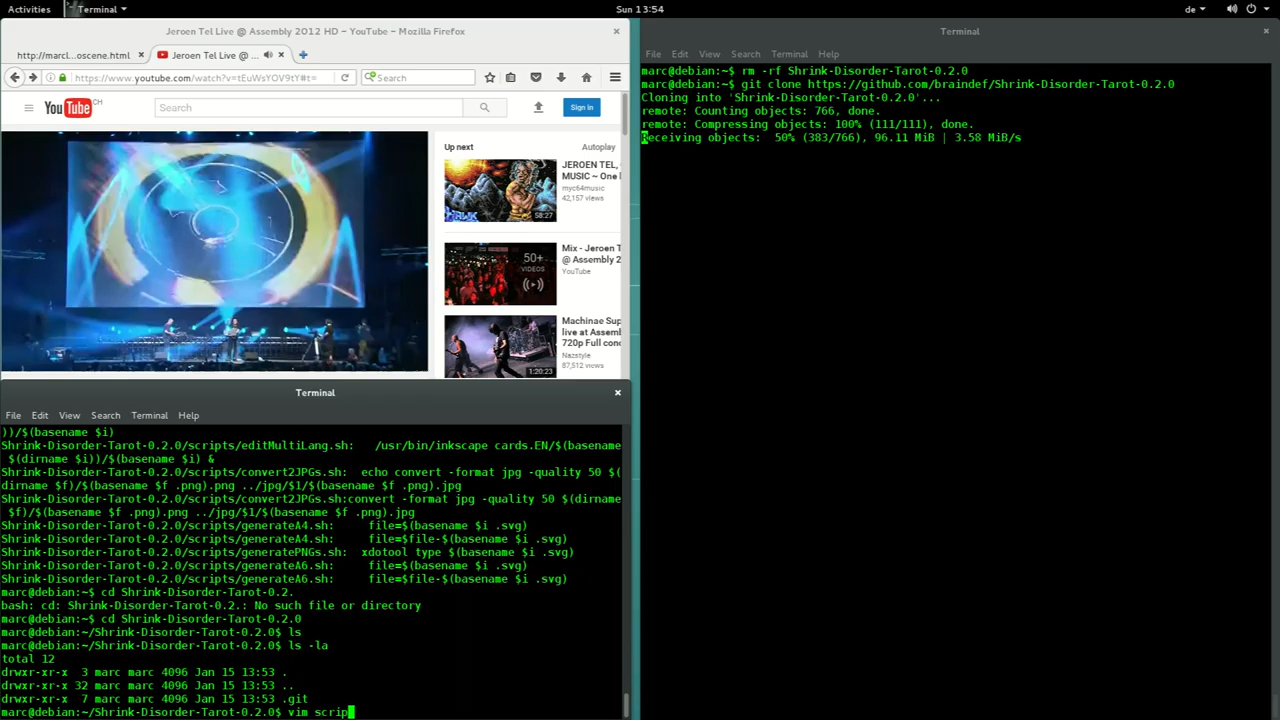 Activities
Terminal
Sun 13:54
de
Jeroen Tel Live @ Assembly 2012 HD - YouTube - Mozilla Firefox
http://marcl...oscene.html
Jeroen Tel Live @ ...
https://www.youtube.com/watch?v=tEuWsYOV9tY#t=
Search
YouTube CH
Search
Sign In
Up next
Autoplay
JEROEN TEL,
MUSIC ~ One
myc64music
42,157 views
58:27
50+
VIDEOS
Mix - Jeroen T
@ Assembly 2
YouTube
Machinae Sup
live at Assemb
720p Full conc
Nazstyle
87,512 views
1:20:23
Terminal
File Edit View Search Terminal Help
))/$(basename $i)
Shrink-Disorder-Tarot-0.2.0/scripts/editMultiLang.sh:   /usr/bin/inkscape cards.EN/$(basename
 $(dirname $i))/$(basename $i) &
Shrink-Disorder-Tarot-0.2.0/scripts/convert2JPGs.sh:  echo convert -format jpg -quality 50 $(
dirname $f)/$(basename $f .png).png ../jpg/$1/$(basename $f .png).jpg
Shrink-Disorder-Tarot-0.2.0/scripts/convert2JPGs.sh:convert -format jpg -quality 50 $(dirname
 $f)/$(basename $f .png).png ../jpg/$1/$(basename $f .png).jpg
Shrink-Disorder-Tarot-0.2.0/scripts/generateA4.sh:     file=$(basename $i .svg)
Shrink-Disorder-Tarot-0.2.0/scripts/generateA4.sh:     file=$file-$(basename $i .svg)
Shrink-Disorder-Tarot-0.2.0/scripts/generatePNGs.sh:  xdotool type $(basename $i .svg)
Shrink-Disorder-Tarot-0.2.0/scripts/generateA6.sh:     file=$(basename $i .svg)
Shrink-Disorder-Tarot-0.2.0/scripts/generateA6.sh:     file=$file-$(basename $i .svg)
marc@debian:~$ cd Shrink-Disorder-Tarot-0.2.
bash: cd: Shrink-Disorder-Tarot-0.2.: No such file or directory
marc@debian:~$ cd Shrink-Disorder-Tarot-0.2.0
marc@debian:~/Shrink-Disorder-Tarot-0.2.0$ ls
marc@debian:~/Shrink-Disorder-Tarot-0.2.0$ ls -la
total 12
drwxr-xr-x  3 marc marc 4096 Jan 15 13:53 .
drwxr-xr-x 32 marc marc 4096 Jan 15 13:53 ..
drwxr-xr-x  7 marc marc 4096 Jan 15 13:53 .git
marc@debian:~/Shrink-Disorder-Tarot-0.2.0$ vim scrip
Terminal
File Edit View Search Terminal Help
marc@debian:~$ rm -rf Shrink-Disorder-Tarot-0.2.0
marc@debian:~$ git clone https://github.com/braindef/Shrink-Disorder-Tarot-0.2.0
Cloning into 'Shrink-Disorder-Tarot-0.2.0'...
remote: Counting objects: 766, done.
remote: Compressing objects: 100% (111/111), done.
Receiving objects:  50% (383/766), 96.11 MiB | 3.58 MiB/s